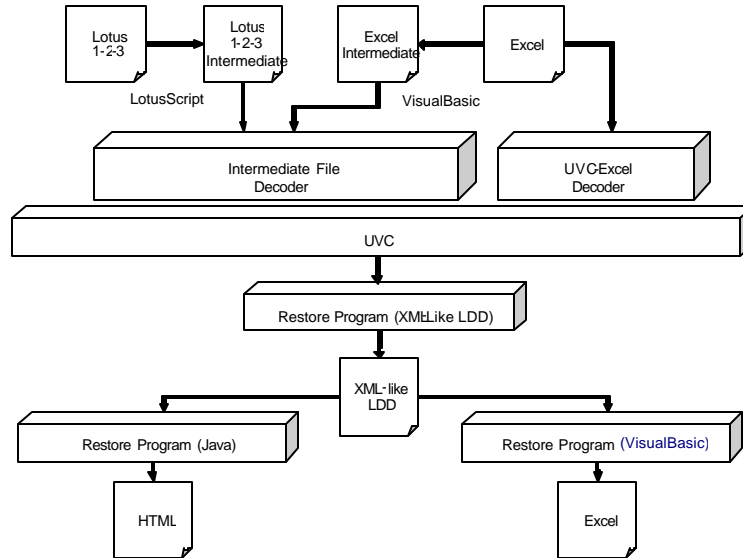 Lotus
1-2-3
Lotus
1-2-3
Intermediate
Excel
Intermediate
Excel
LotusScript
VisualBasic
Intermediate File
Decoder
UVC-Excel
Decoder
UVC
Restore Program (XML-Like LDD)
XML-like
LDD
Restore Program (Java)
Restore Program (VisualBasic)
HTML
Excel